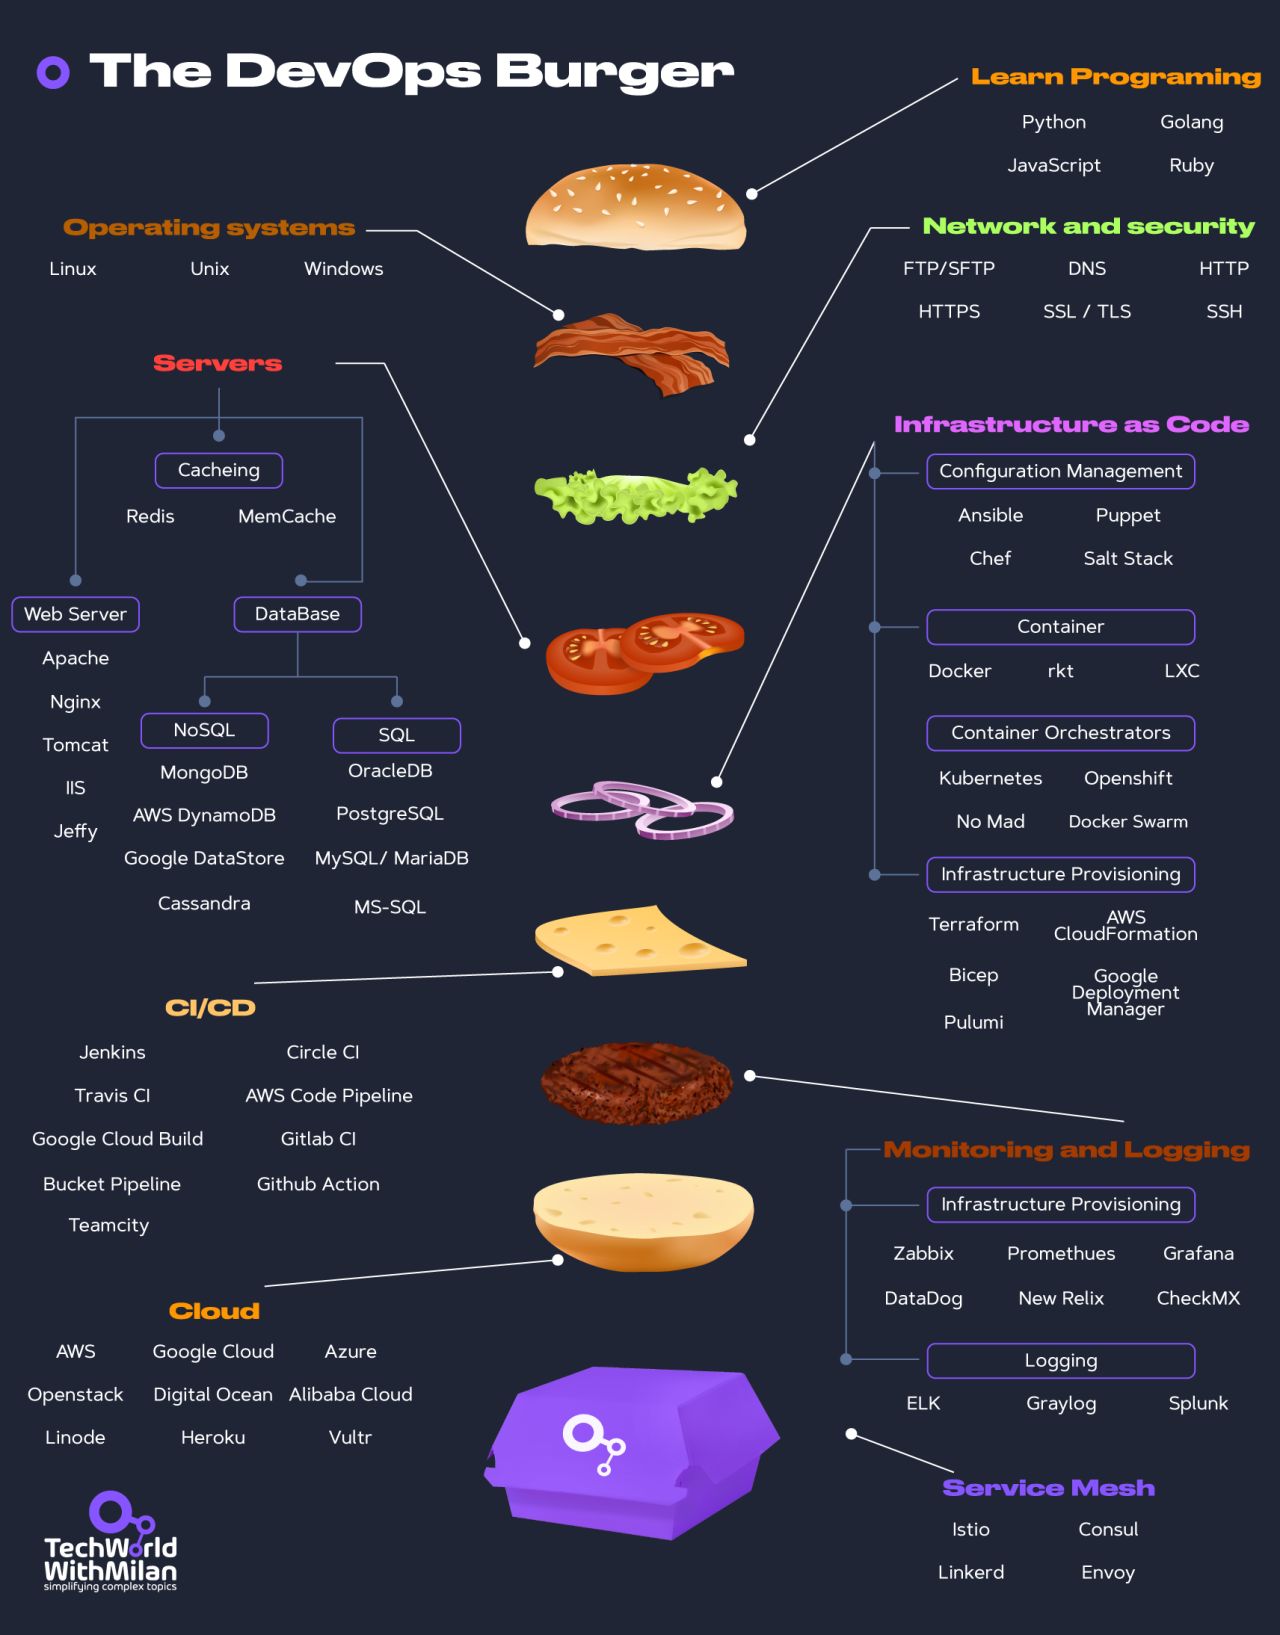 The DevOps Burger
Learn Programing
Python Golang
JavaScript Ruby
Operating systems
Linux Unix Windows
Network and security
FTP/SFTP DNS HTTP
HTTPS SSL / TLS SSH
Servers
Cacheing
Redis MemCache
Web Server
Apache
Nginx
Tomcat
IIS
Jeffy
DataBase
NoSQL
MongoDB
AWS DynamoDB
Google DataStore
Cassandra
SQL
OracleDB
PostgreSQL
MySQL/ MariaDB
MS-SQL
Infrastructure as Code
Configuration Management
Ansible Puppet
Chef Salt Stack
Container
Docker rkt LXC
Container Orchestrators
Kubernetes Openshift
No Mad Docker Swarm
Infrastructure Provisioning
Terraform
AWS
CloudFormation
Bicep
Google
Deployment
Manager
Pulumi
CI/CD
Jenkins Circle CI
Travis CI AWS Code Pipeline
Google Cloud Build Gitlab CI
Bucket Pipeline Github Action
Teamcity
Monitoring and Logging
Infrastructure Provisioning
Zabbix Promethues Grafana
DataDog New Relix CheckMX
Logging
ELK Graylog Splunk
Cloud
AWS Google Cloud Azure
Openstack Digital Ocean Alibaba Cloud
Linode Heroku Vultr
Service Mesh
Istio Consul
Linkerd Envoy
TechWorld
WithMilan
simplifying complex topics